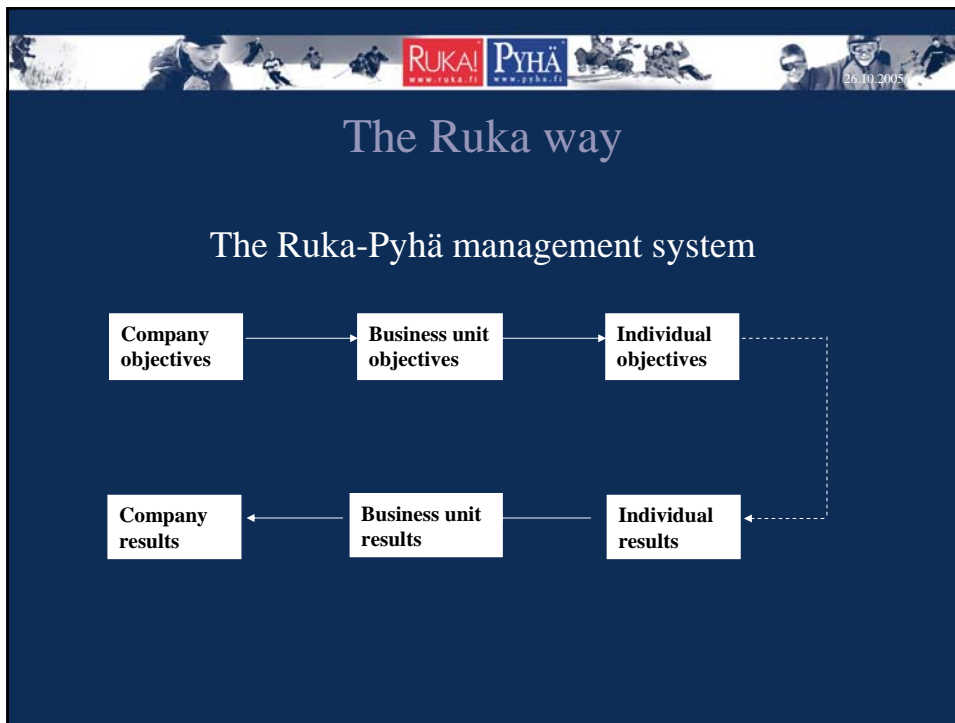 RUKA! PYHÄ
www.ruka.fi www.pyha.fi
26.10.2005
The Ruka way
The Ruka-Pyhä management system
Company
objectives
Business unit
objectives
Individual
objectives
Company
results
Business unit
results
Individual
results